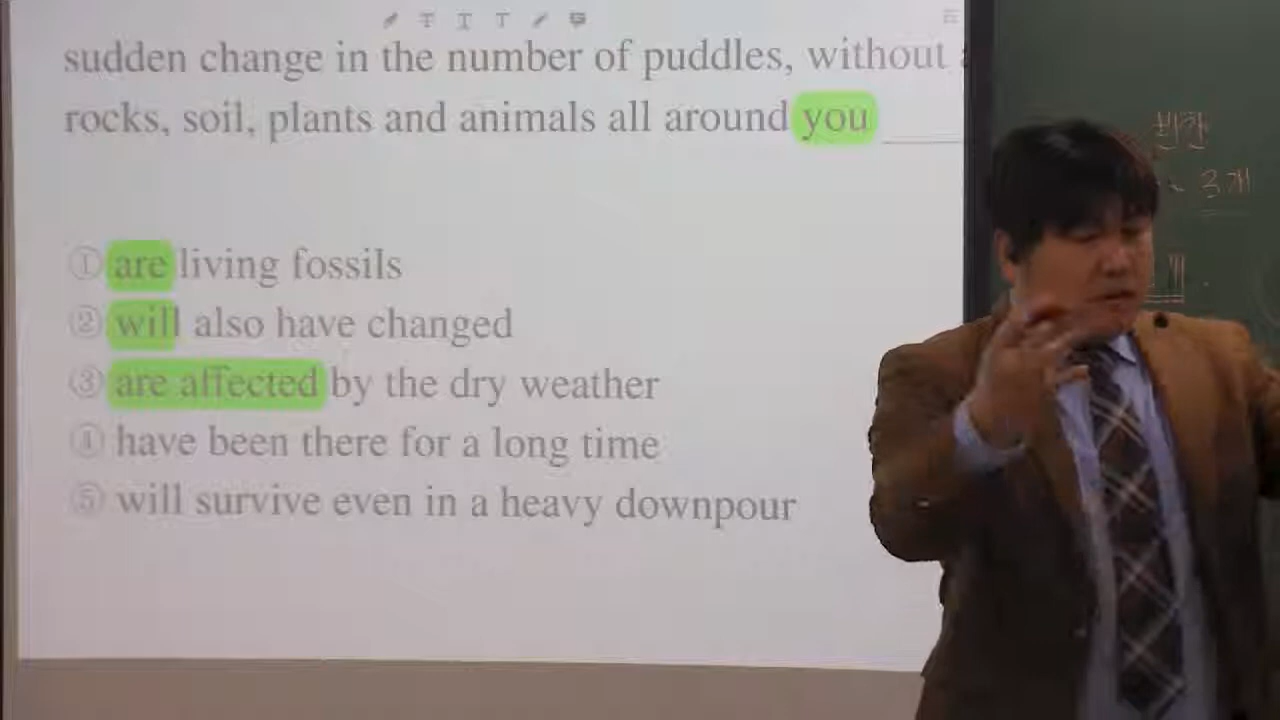 sudden change in the number of puddles, without
rocks, soil, plants and animals all around you
① are living fossils
② will also have changed
③ are affected by the dry weather
④ have been there for a long time
⑤ will survive even in a heavy downpour
3개